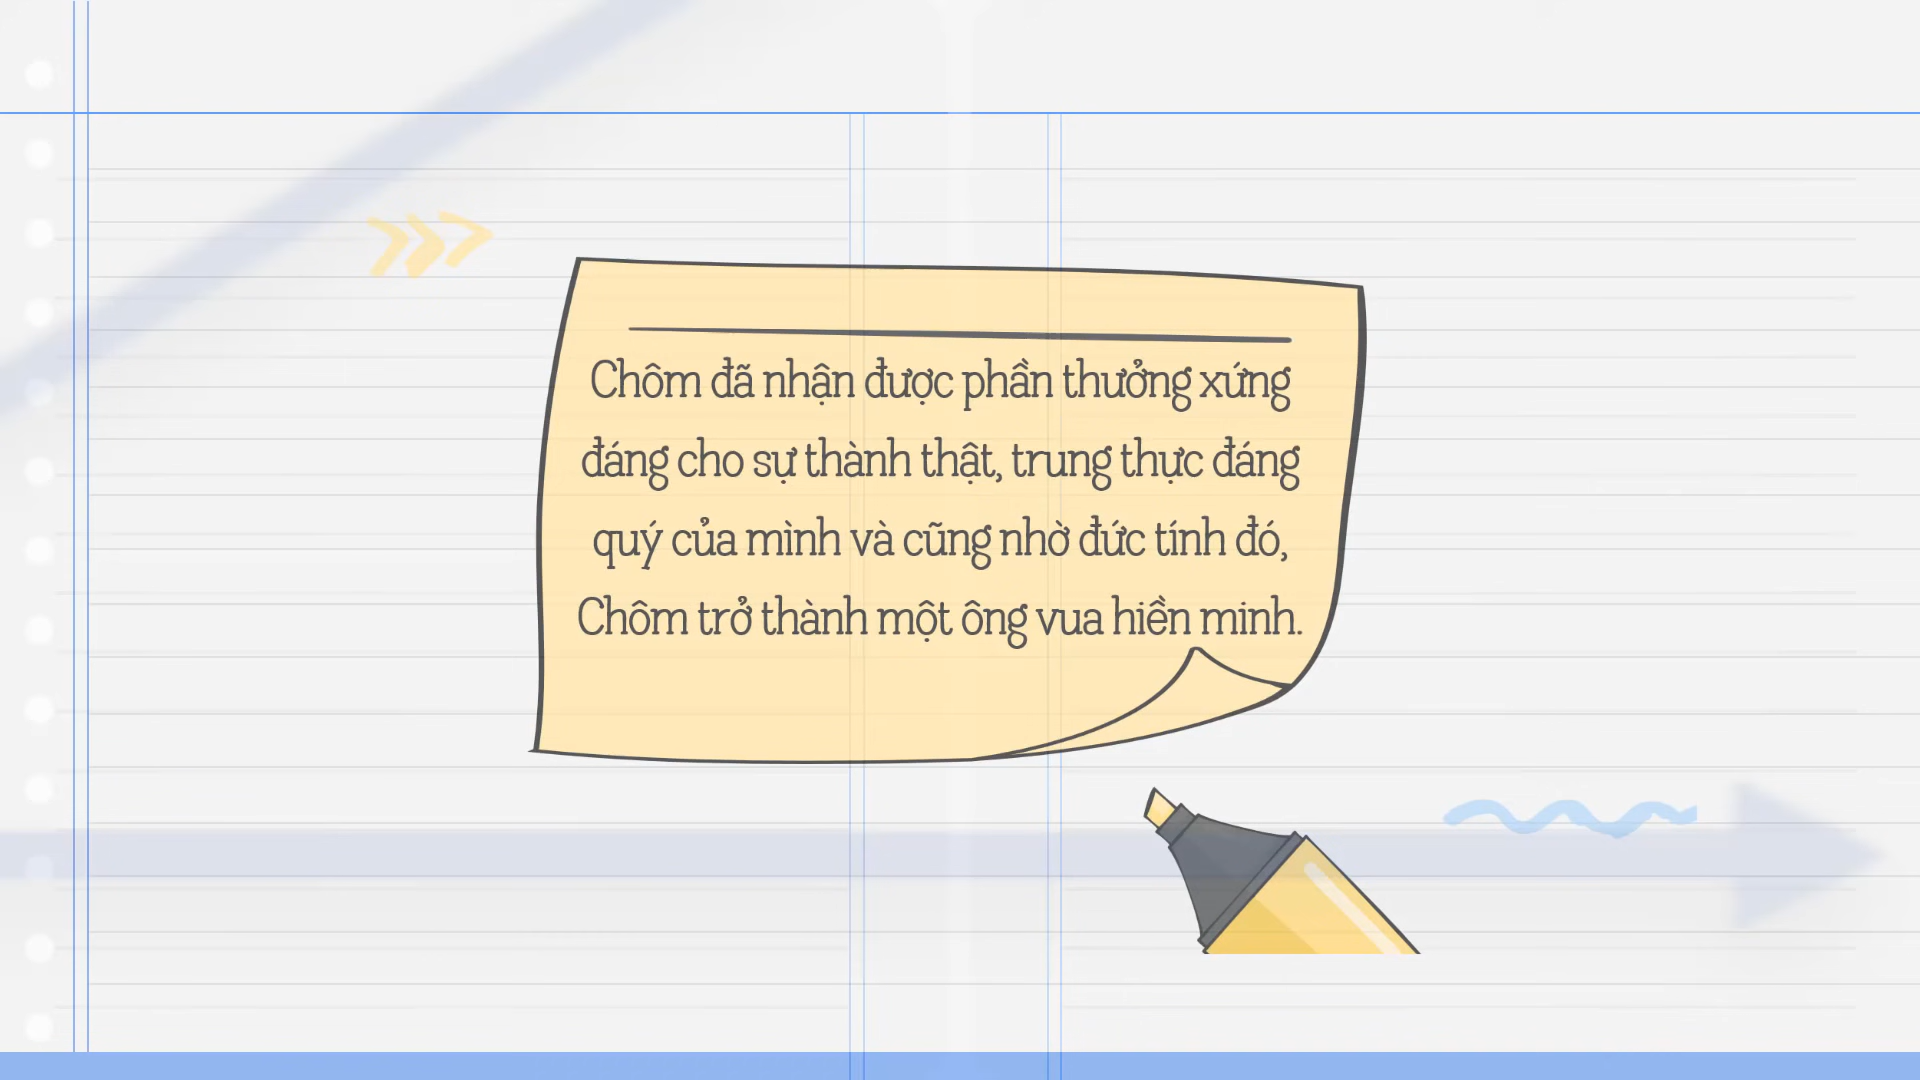 Chôm đã nhận được phần thưởng xứng
đáng cho sự thành thật, trung thực đáng
quý của mình và cũng nhờ đức tính đó,
Chôm trở thành một ông vua hiền minh.